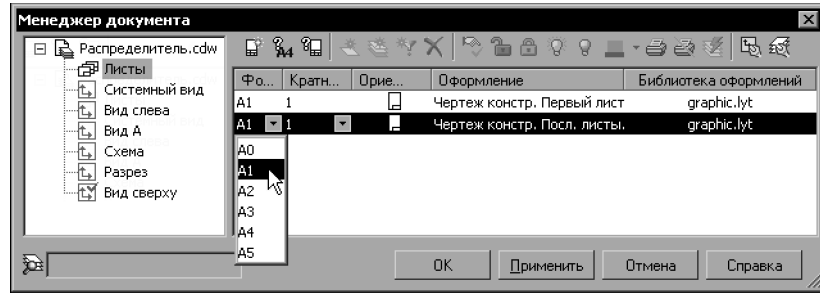 Менеджер документа
Распределитель.cdw
Листы
Системный вид
Вид слева
Вид А
Схема
Разрез
Вид сверху
A4
Фо... Кратн... Орие... Оформление Библиотека оформлений
A1 1 Чертеж констр. Первый лист graphic.lyt
A1 1 Чертеж констр. Посл. листы. graphic.lyt
A0
A1
A2
A3
A4
A5
OK Применить Отмена Справка